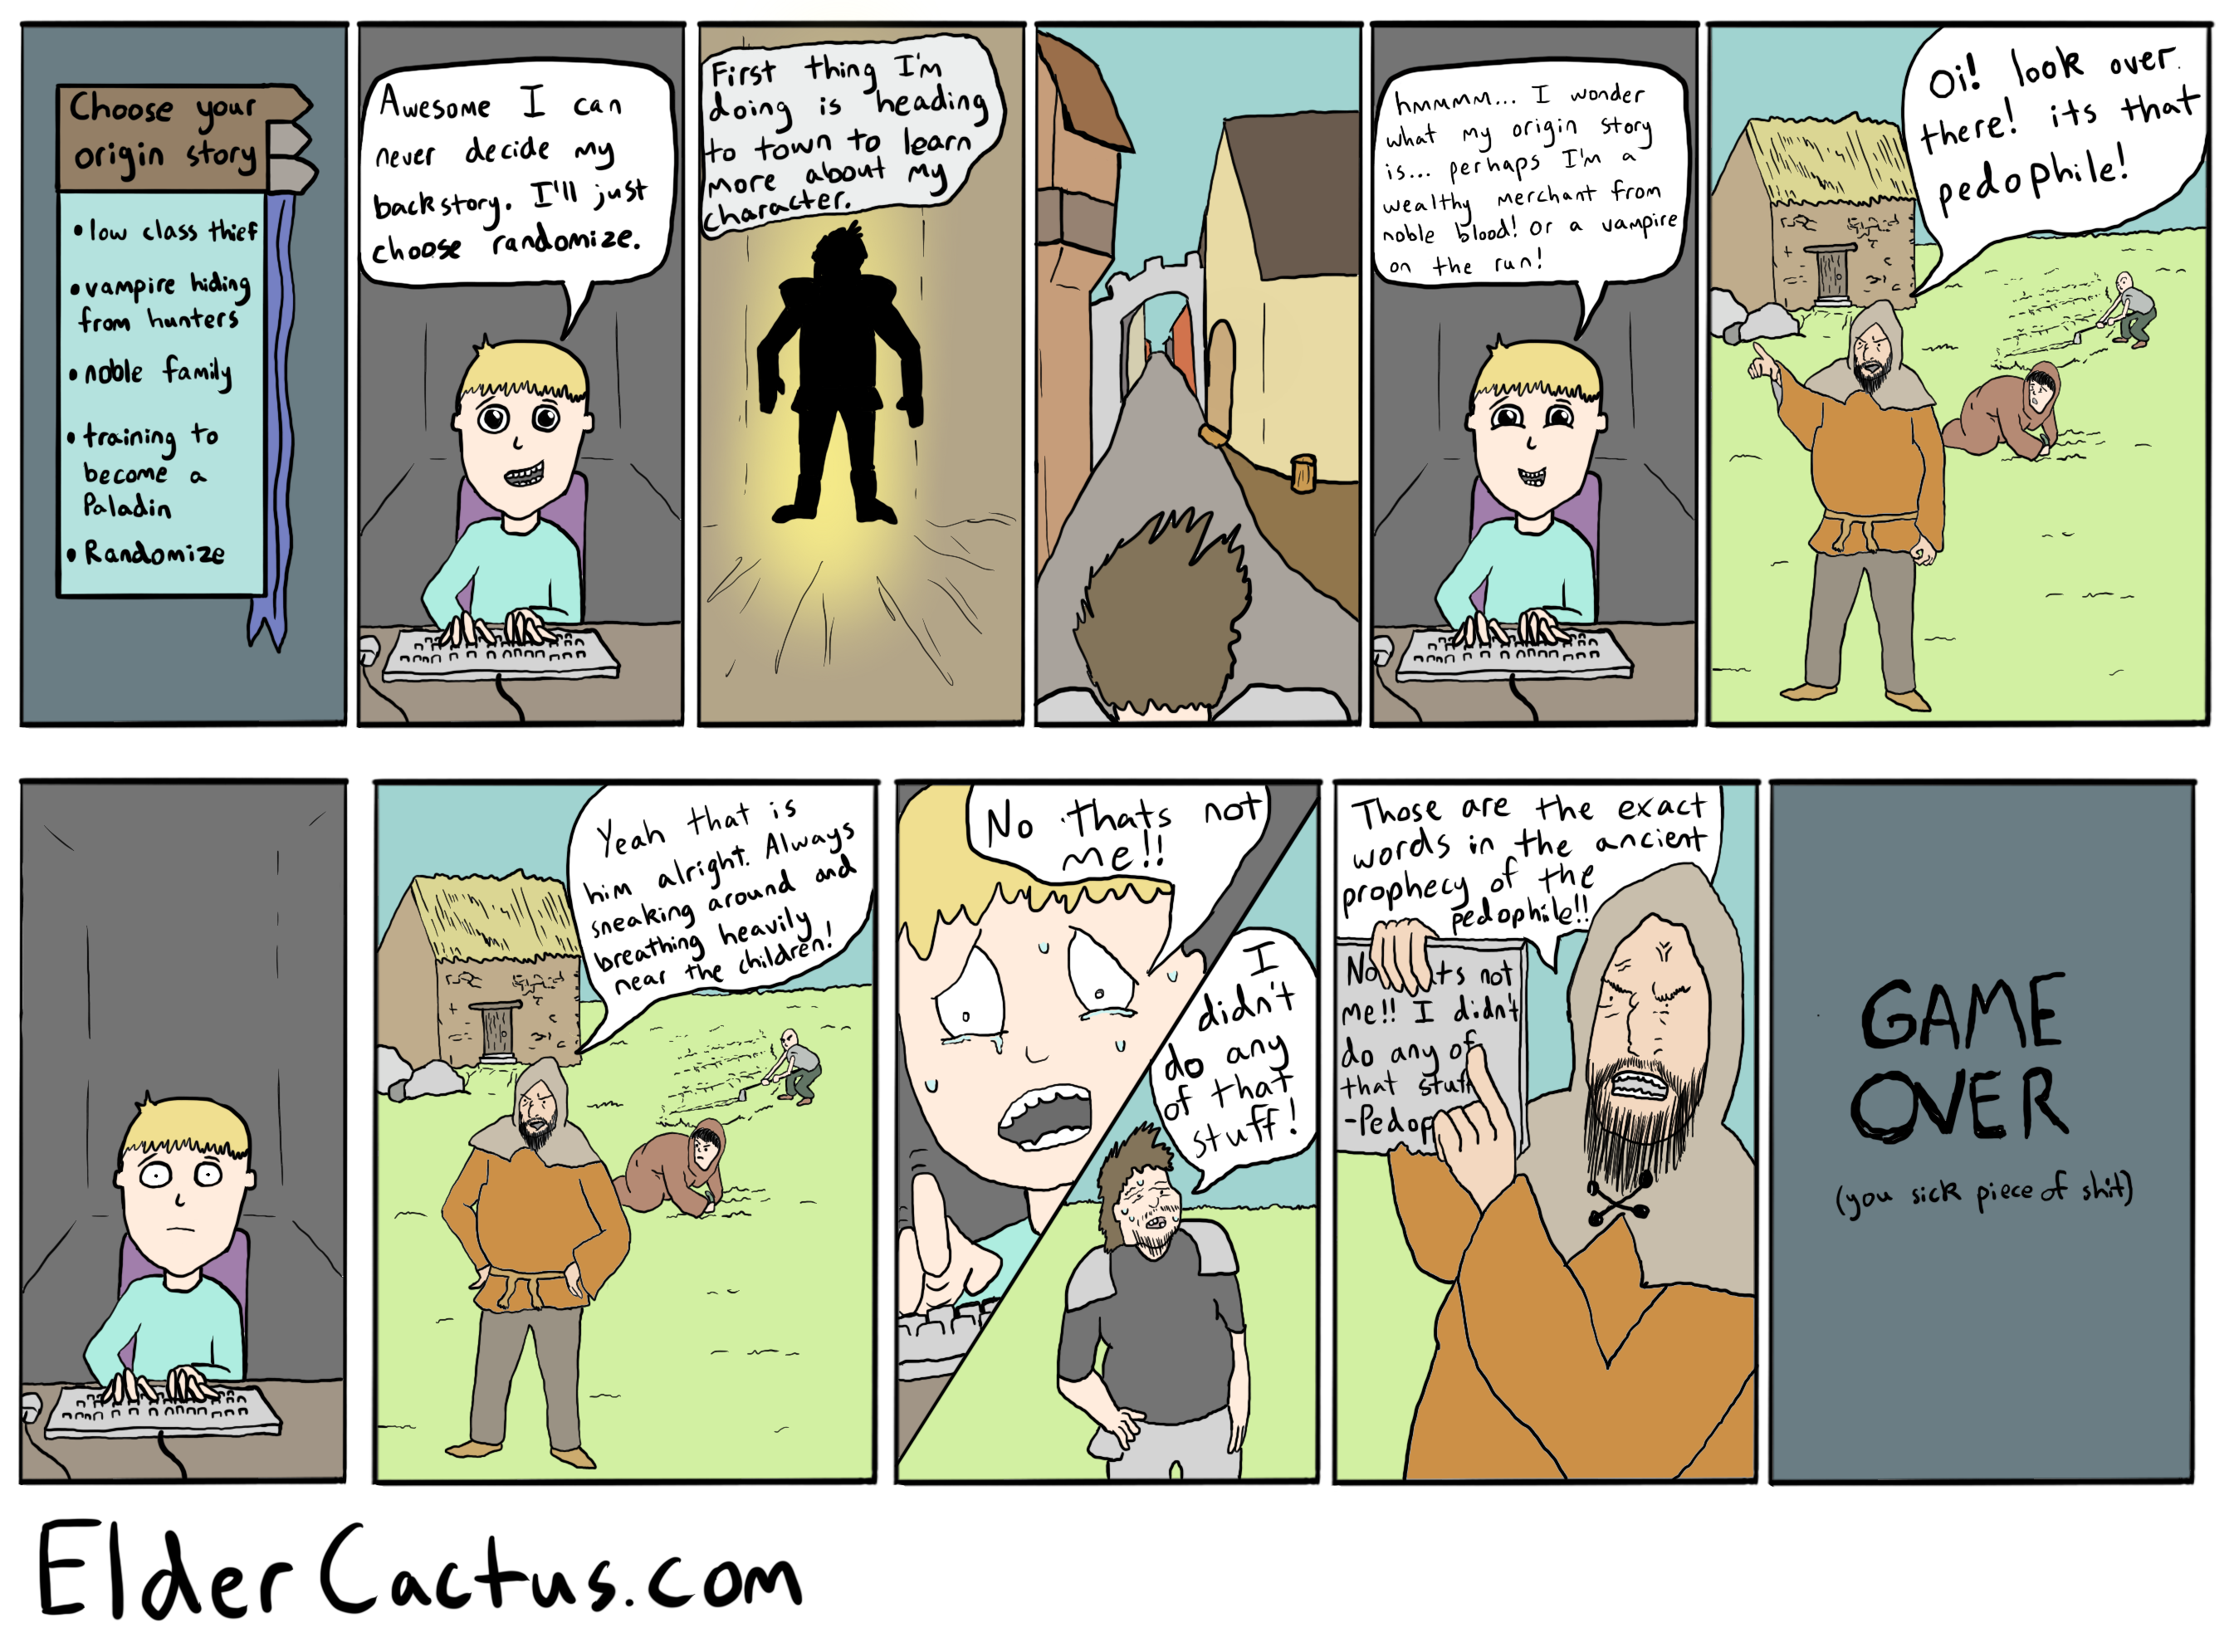 Choose your
origin story
• low class thief
• vampire hiding
from hunters
• noble family
• training to
become a
Paladin
• Randomize
Awesome I can
never decide my
backstory. I'll just
choose randomize.
First thing I'm
doing is heading
to town to learn
more about my
character.
hmmmm... I wonder
what my origin story
is... perhaps I'm a
wealthy merchant from
noble blood! Or a vampire
on the run!
Oi! look over
there! its that
pedophile!
Yeah that is
him alright. Always
sneaking around and
breathing heavily
near the children!
No thats not
me!!
I
didn't
do any
of that
stuff!
Those are the exact
words in the ancient
prophecy of the
pedophile!!
No ts not
me!! I didn't
do any of
that stuff
-Pedop
GAME
OVER
(you sick piece of shit)
ElderCactus.com